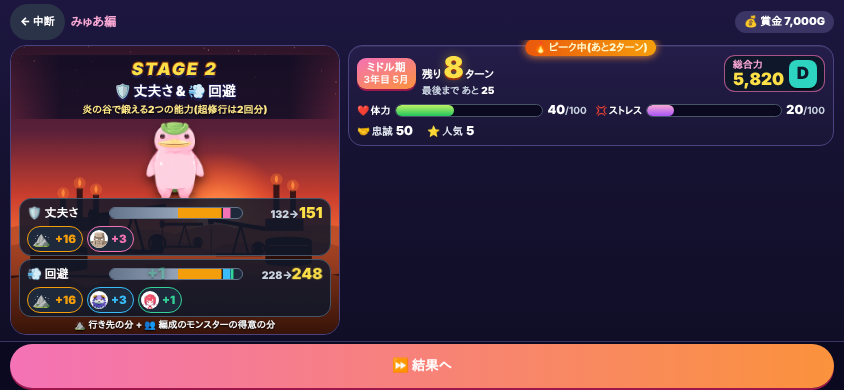 ← 中断 みゅあ編
💰 賞金 7,000G
STAGE 2
🛡️ 丈夫さ & 💨 回避
炎の谷で鍛える2つの能力(超修行は2回分)
🛡️ 丈夫さ 132→151
+16 +3
💨 回避 +1 228→248
+16 +3 +1
⛰️ 行き先の分 + 👥 編成のモンスターの得意の分
🔥 ピーク中(あと2ターン)
ミドル期
3年目 5月
残り8ターン
最後まで あと 25
総合力
5,820 D
❤️ 体力 40/100 💢 ストレス 20/100
🤝 忠誠 50 ⭐ 人気 5
⏩ 結果へ